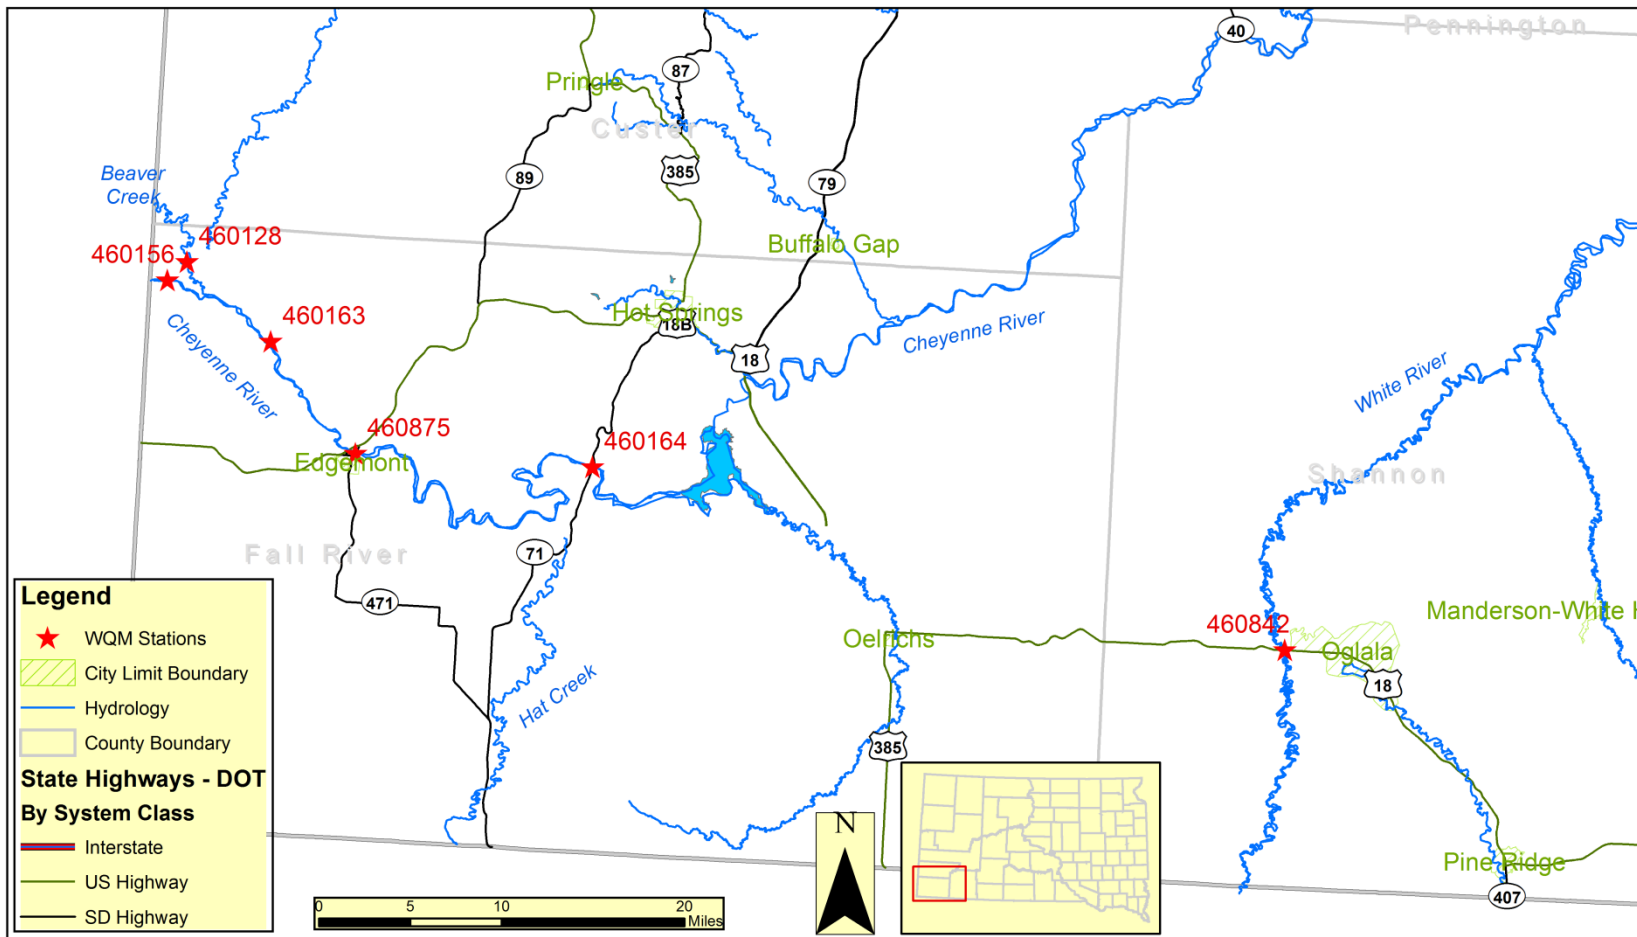 40
Pennington
87
Pringle
Custer
385
89
79
Beaver
Creek
460128
Buffalo Gap
460156
460163
Hot Springs
18B
Cheyenne River
Cheyenne River
18
White River
460875
460164
Edgemont
Shannon
Fall River
71
471
Oelrichs
460842
Manderson-White H
Oglala
18
Hat Creek
385
Pine Ridge
407
Legend
WQM Stations
City Limit Boundary
Hydrology
County Boundary
State Highways - DOT
By System Class
Interstate
US Highway
SD Highway
0 5 10 20
Miles
N